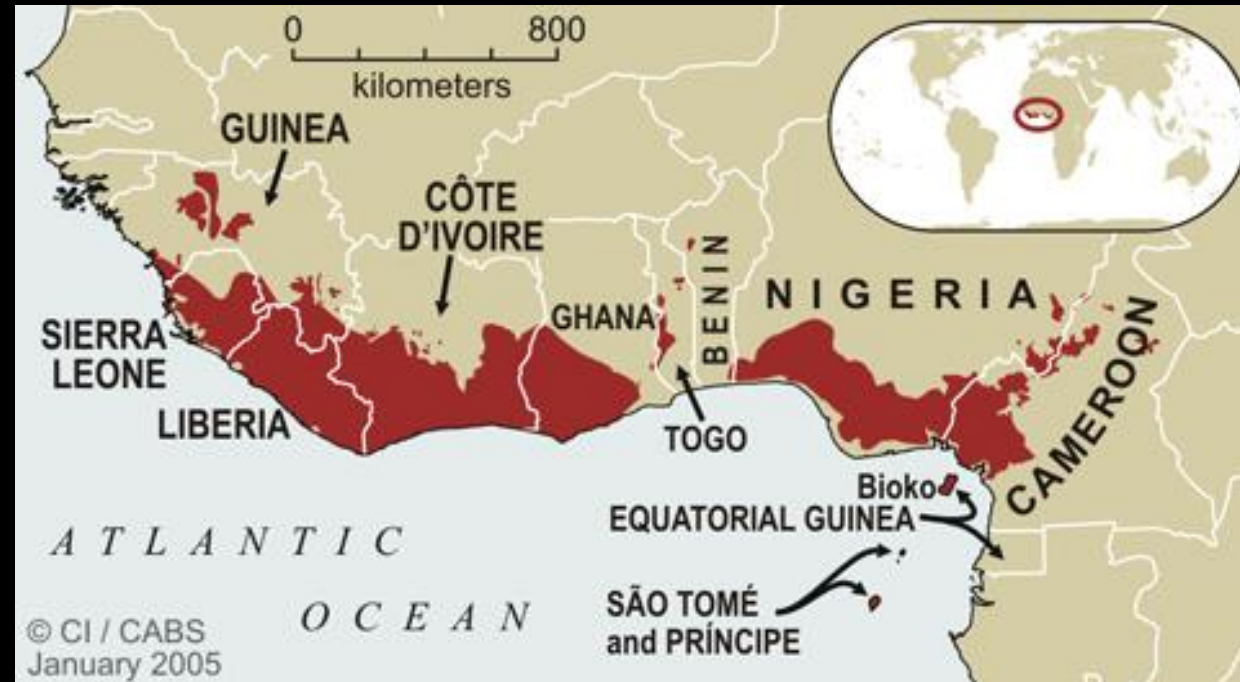 0 800
kilometers
GUINEA
CÔTE
D'IVOIRE
GHANA
BENIN
NIGERIA
SIERRA
LEONE
LIBERIA
TOGO
CAMEROON
Bioko
EQUATORIAL GUINEA
ATLANTIC
OCEAN
SÃO TOMÉ
and PRÍNCIPE
© CI / CABS
January 2005